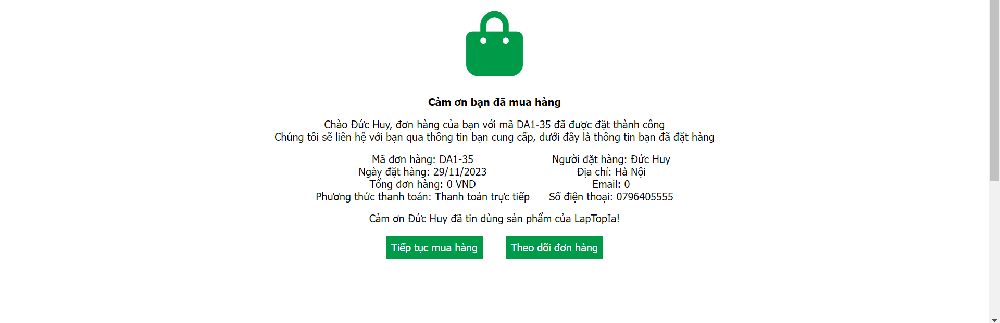 Cảm ơn bạn đã mua hàng
Chào Đức Huy, đơn hàng của bạn với mã DA1-35 đã được đặt thành công
Chúng tôi sẽ liên hệ với bạn qua thông tin bạn cung cấp, dưới đây là thông tin bạn đã đặt hàng
Mã đơn hàng: DA1-35
Ngày đặt hàng: 29/11/2023
Tổng đơn hàng: 0 VND
Phương thức thanh toán: Thanh toán trực tiếp
Người đặt hàng: Đức Huy
Địa chỉ: Hà Nội
Email: 0
Số điện thoại: 0796405555
Cảm ơn Đức Huy đã tin dùng sản phẩm của LapTopIa!
Tiếp tục mua hàng
Theo dõi đơn hàng